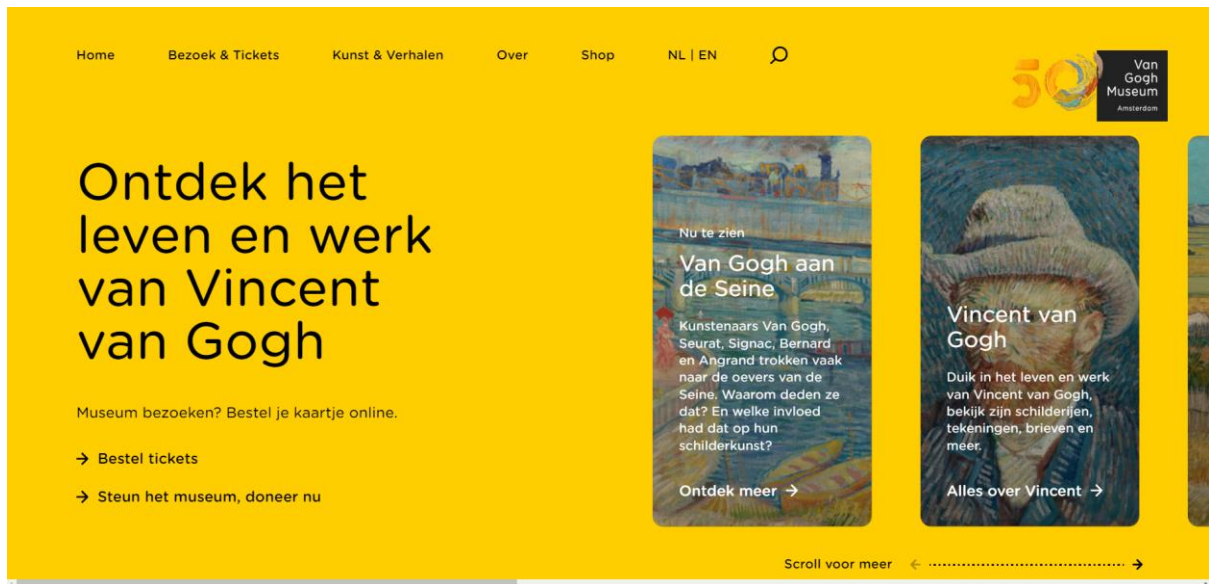 Home Bezoek & Tickets Kunst & Verhalen Over Shop NL | EN
50
Van
Gogh
Museum
Amsterdam
Ontdek het
leven en werk
van Vincent
van Gogh
Museum bezoeken? Bestel je kaartje online.
→ Bestel tickets
→ Steun het museum, doneer nu
Nu te zien
Van Gogh aan
de Seine
Kunstenaars Van Gogh,
Seurat, Signac, Bernard
en Angrand trokken vaak
naar de oevers van de
Seine. Waarom deden ze
dat? En welke invloed
had dat op hun
schilderkunst?
Ontdek meer →
Vincent van
Gogh
Duik in het leven en werk
van Vincent van Gogh,
bekijk zijn schilderijen,
tekeningen, brieven en
meer.
Alles over Vincent →
Scroll voor meer ← →